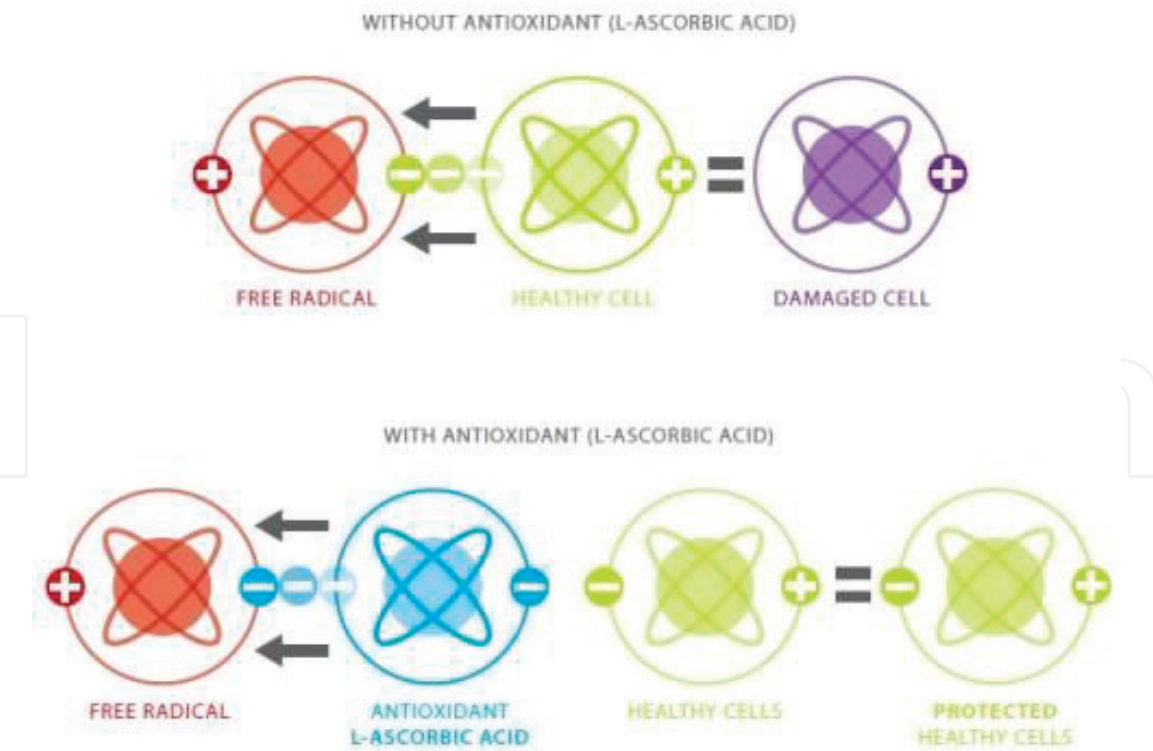 WITHOUT ANTIOXIDANT (L-ASCORBIC ACID)
FREE RADICAL
HEALTHY CELL
DAMAGED CELL
WITH ANTIOXIDANT (L-ASCORBIC ACID)
FREE RADICAL
ANTIOXIDANT
L-ASCORBIC ACID
HEALTHY CELLS
PROTECTED
HEALTHY CELLS